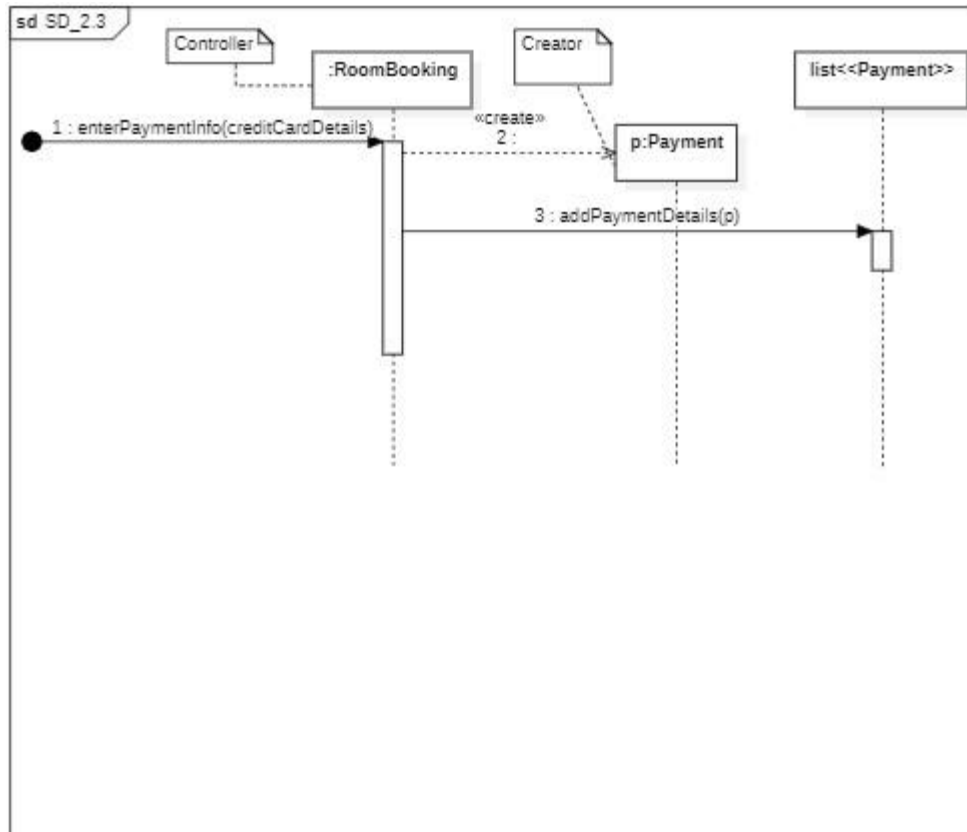 sd SD_2.3
Controller
Creator
:RoomBooking
list<<Payment>>
1 : enterPaymentInfo(creditCardDetails)
«create»
2 :
p:Payment
3 : addPaymentDetails(p)